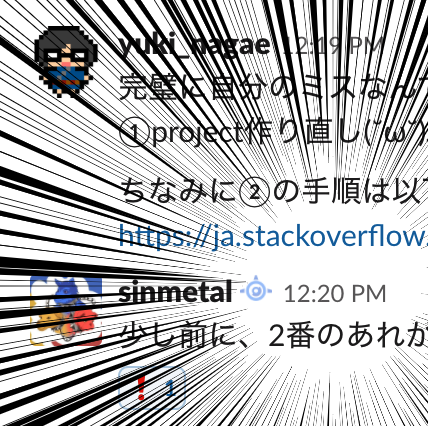 yuki_nagae 12:19 PM
完璧に自分のミスなんで
①project作り直し(´ω`)
ちなみに②の手順は以下
https://ja.stackoverflow.
sinmetal 12:20 PM
少し前に、2番のあれか
❗ 1